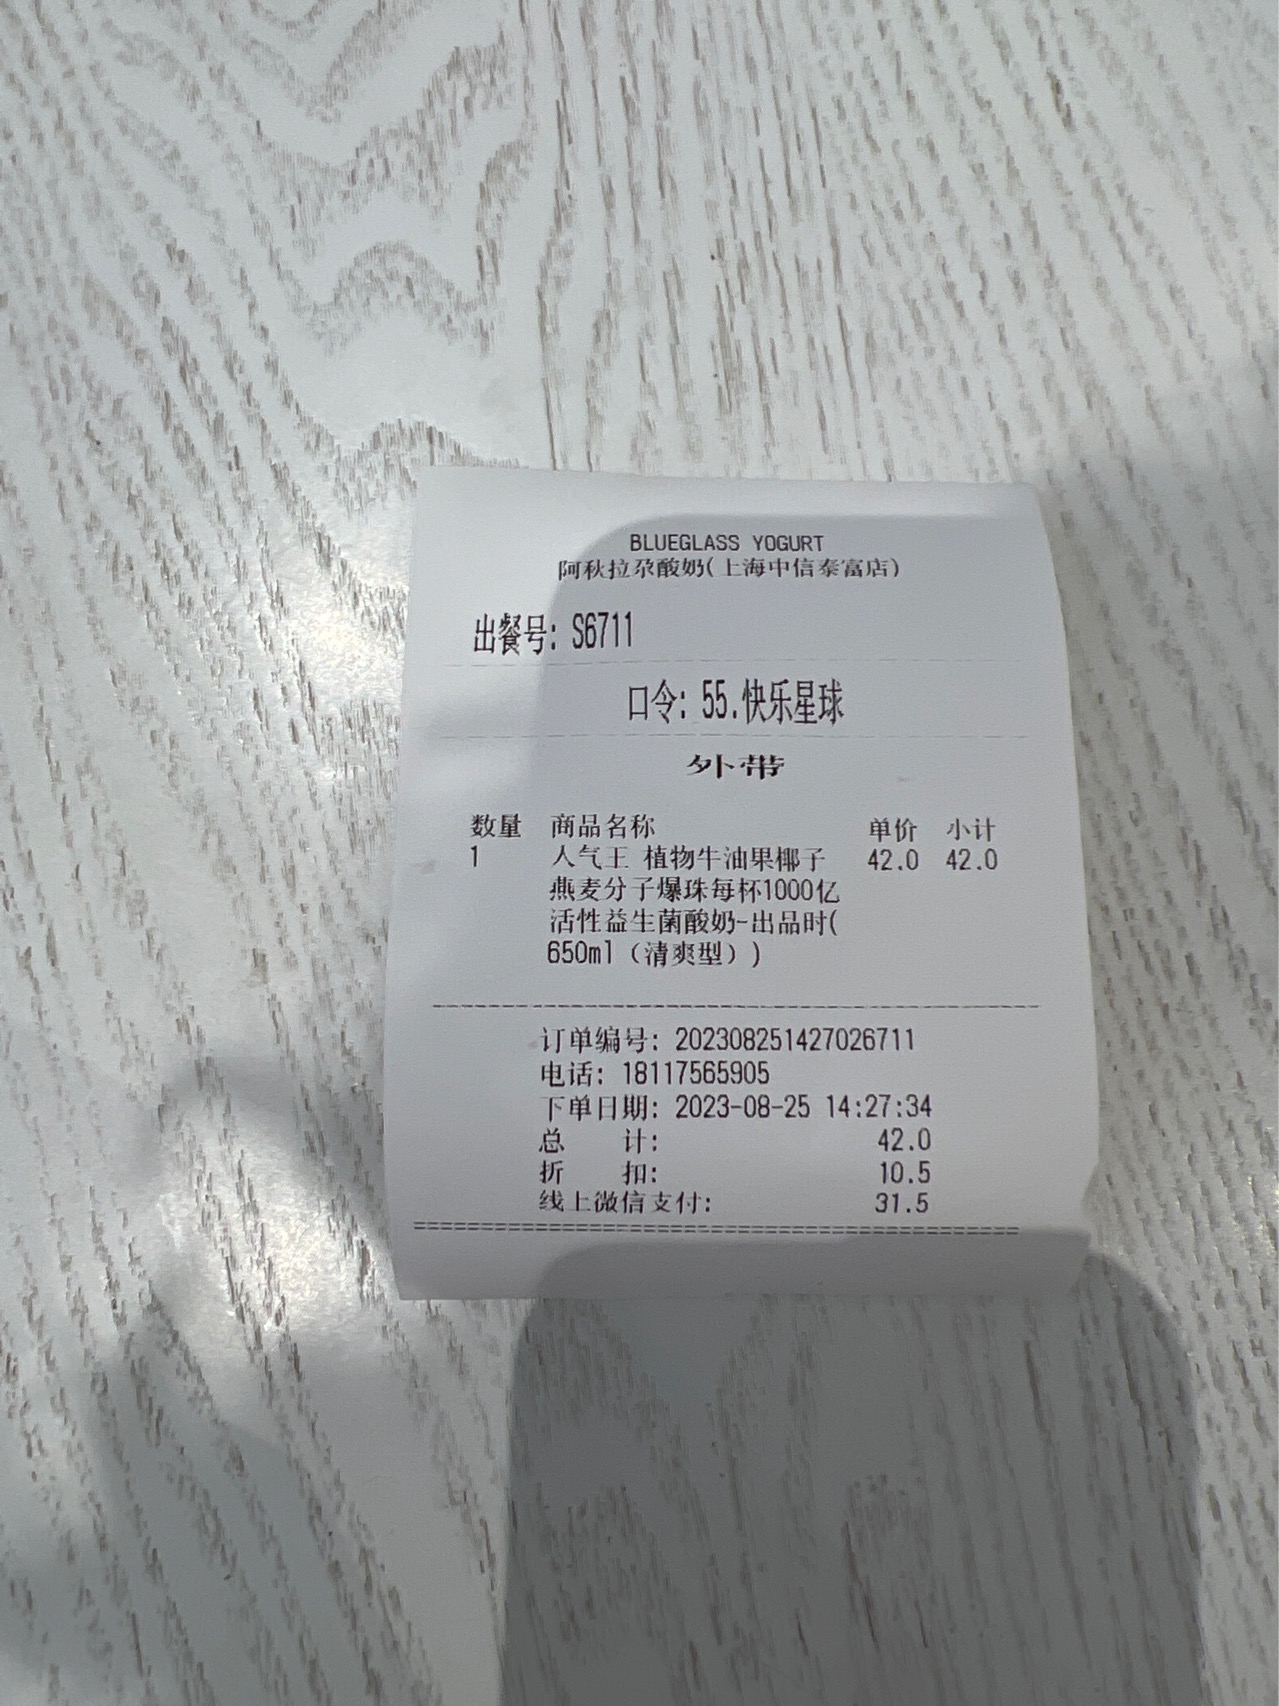 BLUEGLASS YOGURT
阿秋拉尕酸奶(上海中信泰富店)
出餐号: S6711
口令: 55.快乐星球
外带
数量 商品名称 单价 小计
1 人气王 植物牛油果椰子 42.0 42.0
燕麦分子爆珠每杯1000亿
活性益生菌酸奶-出品时(
650ml（清爽型）)
订单编号: 202308251427026711
电话: 18117565905
下单日期: 2023-08-25 14:27:34
总 计: 42.0
折 扣: 10.5
线上微信支付: 31.5